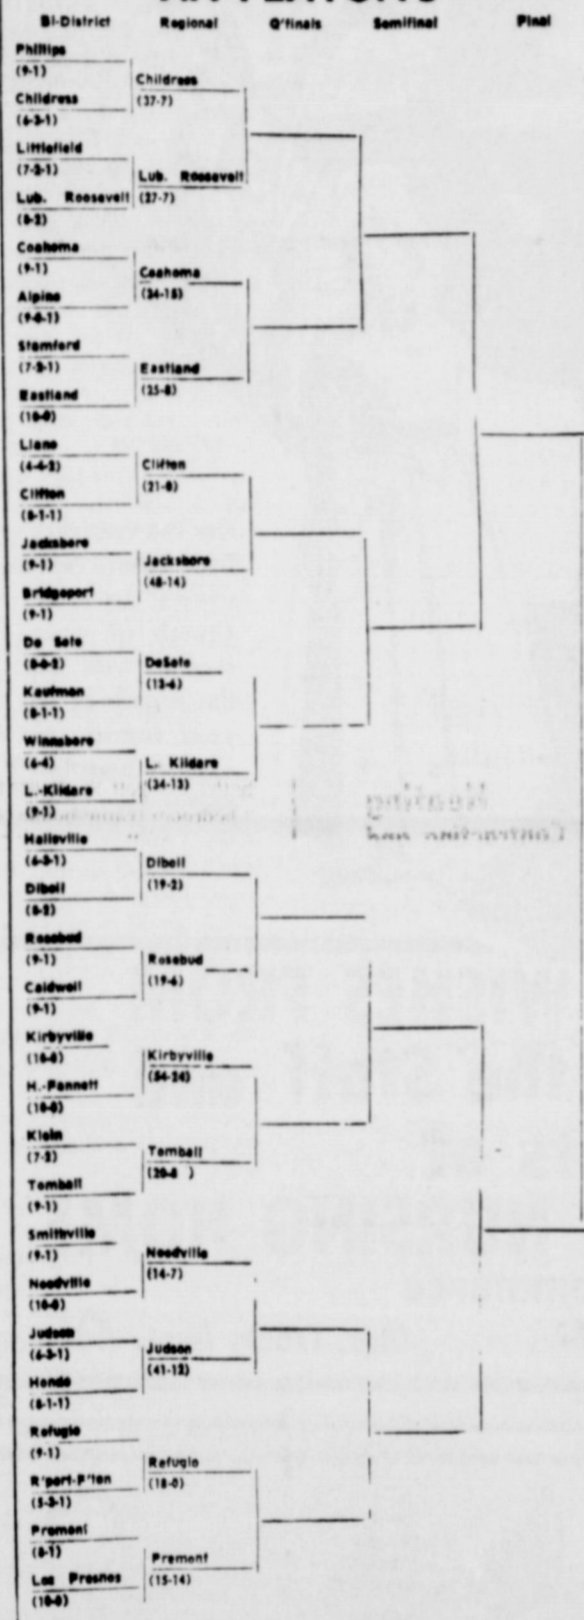 Bi-District Regional Q'finals Semifinal Final
Phillips
(9-1)
Childress
(6-3-1)
Littlefield
(7-2-1)
Lub. Roosevelt
(8-2)
Coahoma
(9-1)
Alpine
(9-0-1)
Stamford
(7-2-1)
Eastland
(10-0)
Llano
(4-4-2)
Clifton
(8-1-1)
Jacksboro
(9-1)
Bridgeport
(9-1)
De Soto
(8-0-2)
Kaufman
(8-1-1)
Winnsboro
(6-4)
L.-Kildare
(9-1)
Hallsville
(6-3-1)
Diboll
(8-2)
Rosebud
(9-1)
Caldwell
(9-1)
Kirbyville
(10-0)
H.-Fannett
(10-0)
Klein
(7-2)
Tomball
(9-1)
Smithville
(9-1)
Needville
(10-0)
Judson
(6-3-1)
Hondo
(8-1-1)
Refugio
(9-1)
R'port-F'ton
(5-3-1)
Premont
(8-1)
Los Fresnos
(10-0)
Childress
(37-7)
Lub. Roosevelt
(27-7)
Coahoma
(34-15)
Eastland
(25-8)
Clifton
(21-8)
Jacksboro
(48-14)
DeSoto
(13-6)
L. Kildare
(34-13)
Diboll
(19-2)
Rosebud
(19-6)
Kirbyville
(54-24)
Tomball
Needville
(14-7)
Judson
(41-12)
Refugio
(18-0)
Premont
(15-14)